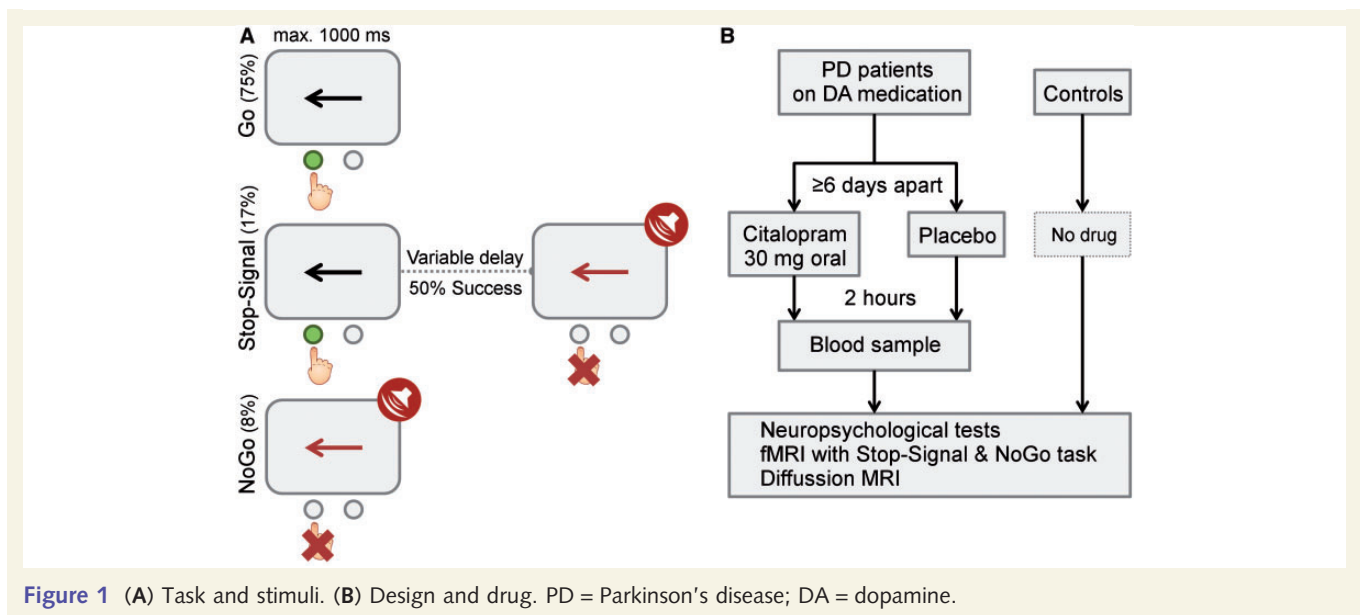 A
max. 1000 ms
Go (75%)
Stop-Signal (17%)
Variable delay
50% Success
NoGo (8%)
B
PD patients
on DA medication
Controls
≥6 days apart
Citalopram
30 mg oral
Placebo
No drug
2 hours
Blood sample
Neuropsychological tests
fMRI with Stop-Signal & NoGo task
Diffussion MRI
Figure 1 (A) Task and stimuli. (B) Design and drug. PD = Parkinson's disease; DA = dopamine.